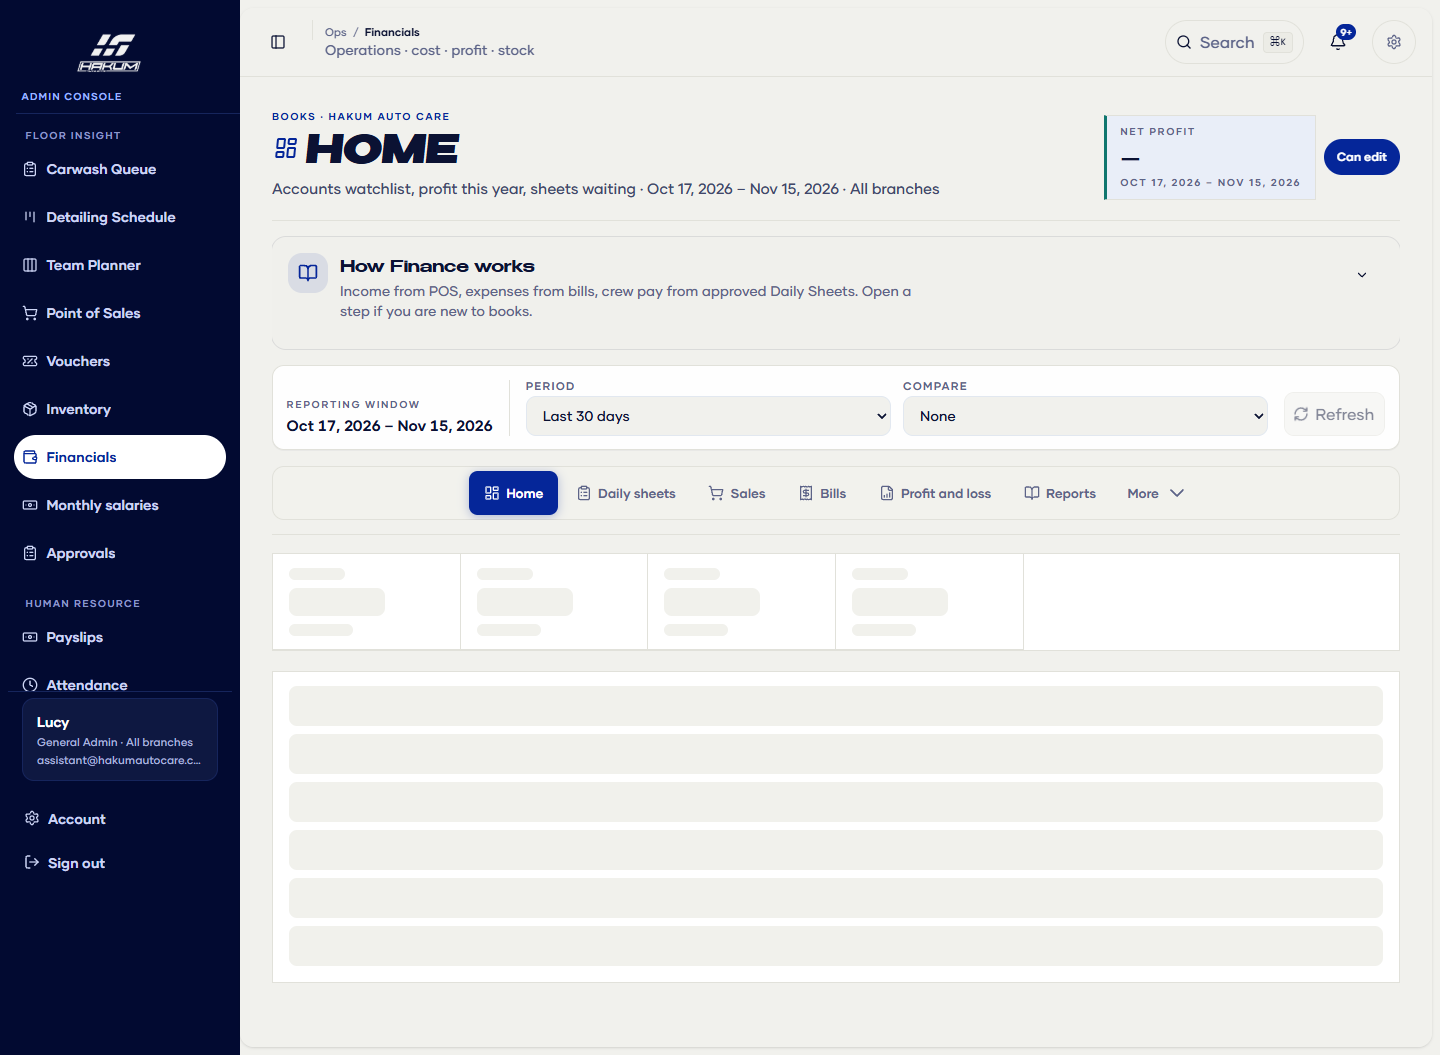 HAKUM
ADMIN CONSOLE
FLOOR INSIGHT
Carwash Queue
Detailing Schedule
Team Planner
Point of Sales
Vouchers
Inventory
Financials
Monthly salaries
Approvals
HUMAN RESOURCE
Payslips
Attendance
Lucy
General Admin · All branches
assistant@hakumautocare.c...
Account
Sign out
Ops / Financials
Operations · cost · profit · stock
Search ⌘K
9+
BOOKS · HAKUM AUTO CARE
HOME
Accounts watchlist, profit this year, sheets waiting · Oct 17, 2026 – Nov 15, 2026 · All branches
NET PROFIT
—
OCT 17, 2026 – NOV 15, 2026
Can edit
How Finance works
Income from POS, expenses from bills, crew pay from approved Daily Sheets. Open a
step if you are new to books.
REPORTING WINDOW
Oct 17, 2026 – Nov 15, 2026
PERIOD
Last 30 days
COMPARE
None
Refresh
Home
Daily sheets
Sales
Bills
Profit and loss
Reports
More